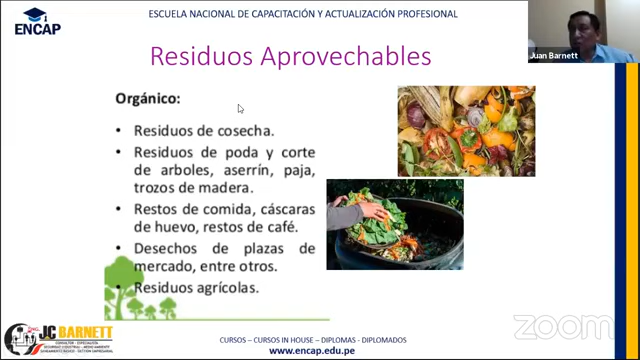 ESCUELA NACIONAL DE CAPACITACIÓN Y ACTUALIZACIÓN PROFESIONAL
ENCAP
Juan Barnett
Residuos Aprovechables
Orgánico:
• Residuos de cosecha.
• Residuos de poda y corte
de arboles, aserrín, paja,
trozos de madera.
• Restos de comida, cáscaras
de huevo, restos de café.
• Desechos de plazas de
mercado, entre otros.
• Residuos agrícolas.
JC BARNETT
zoom
CURSOS – CURSOS IN HOUSE – DIPLOMAS - DIPLOMADOS
www.encap.edu.pe